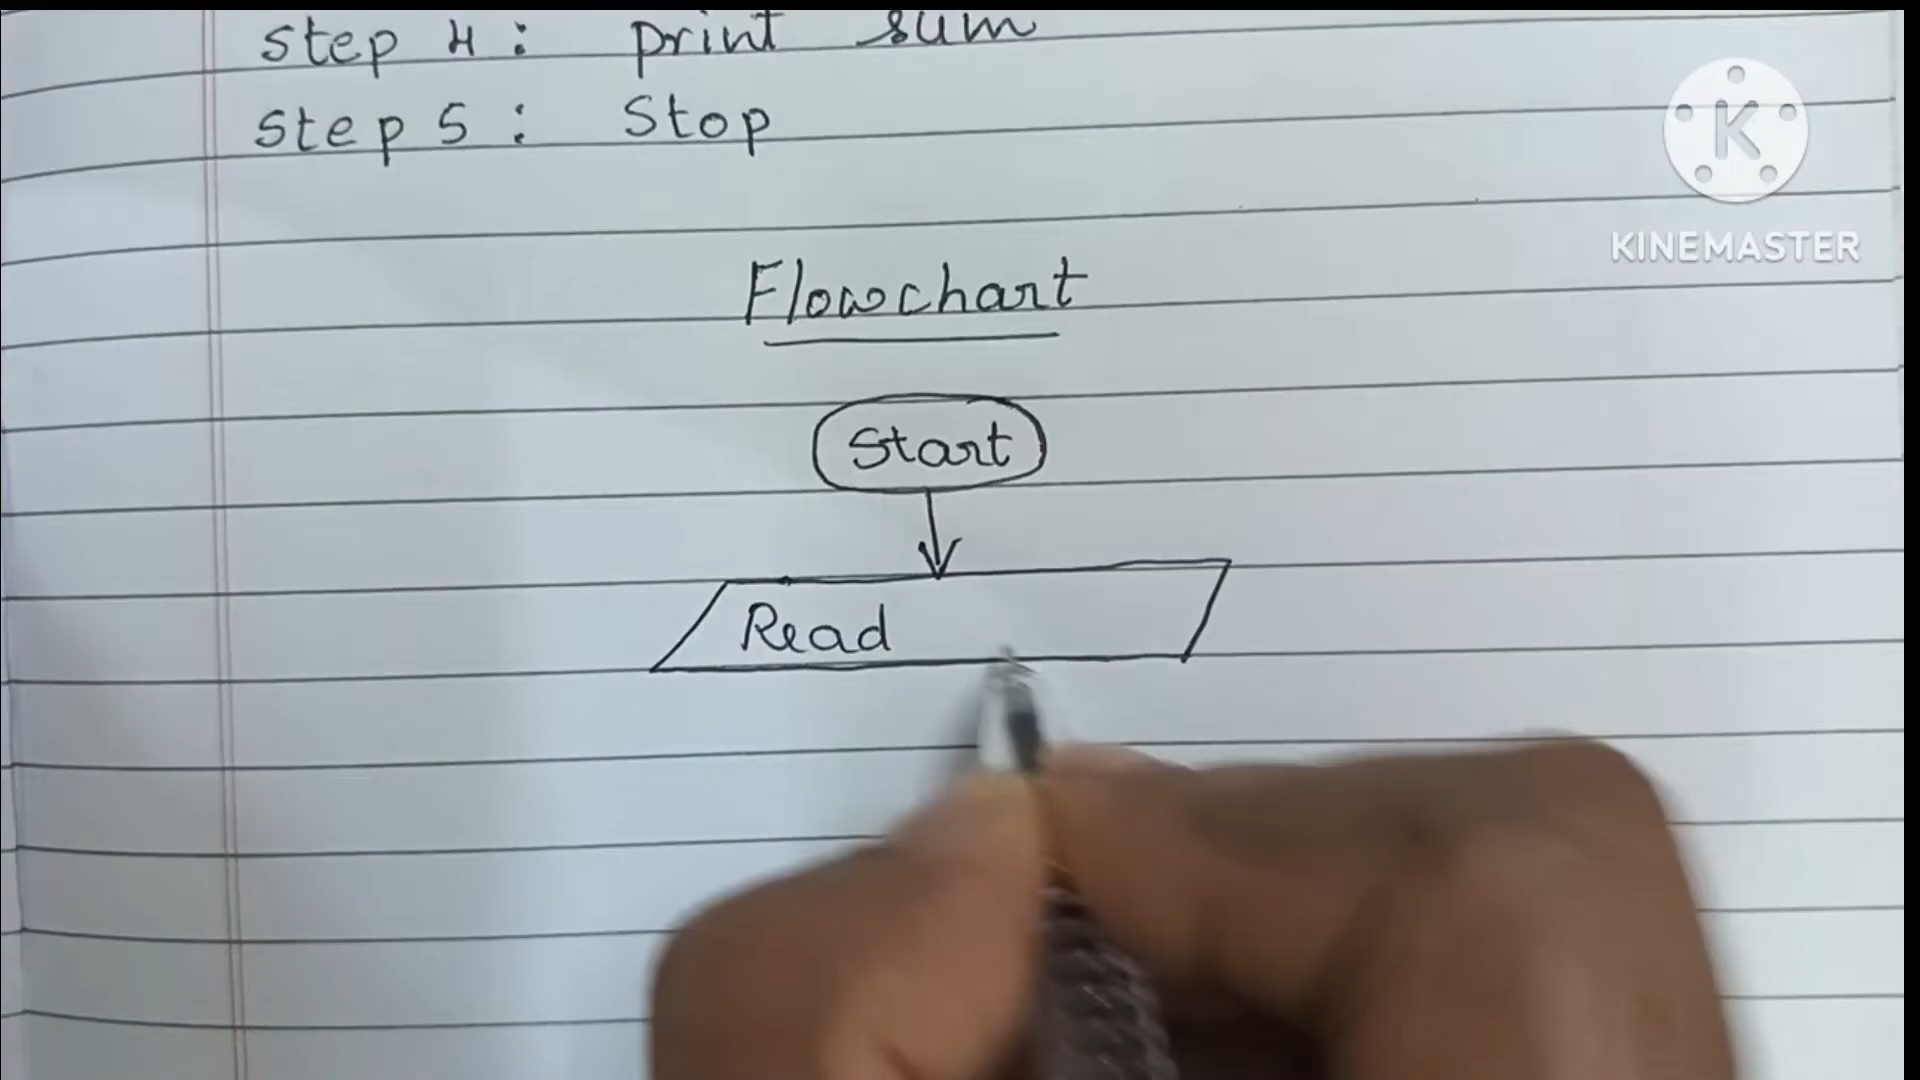 step 4 : print sum
step 5 : Stop
K
KINEMASTER
Flowchart
Start
Read